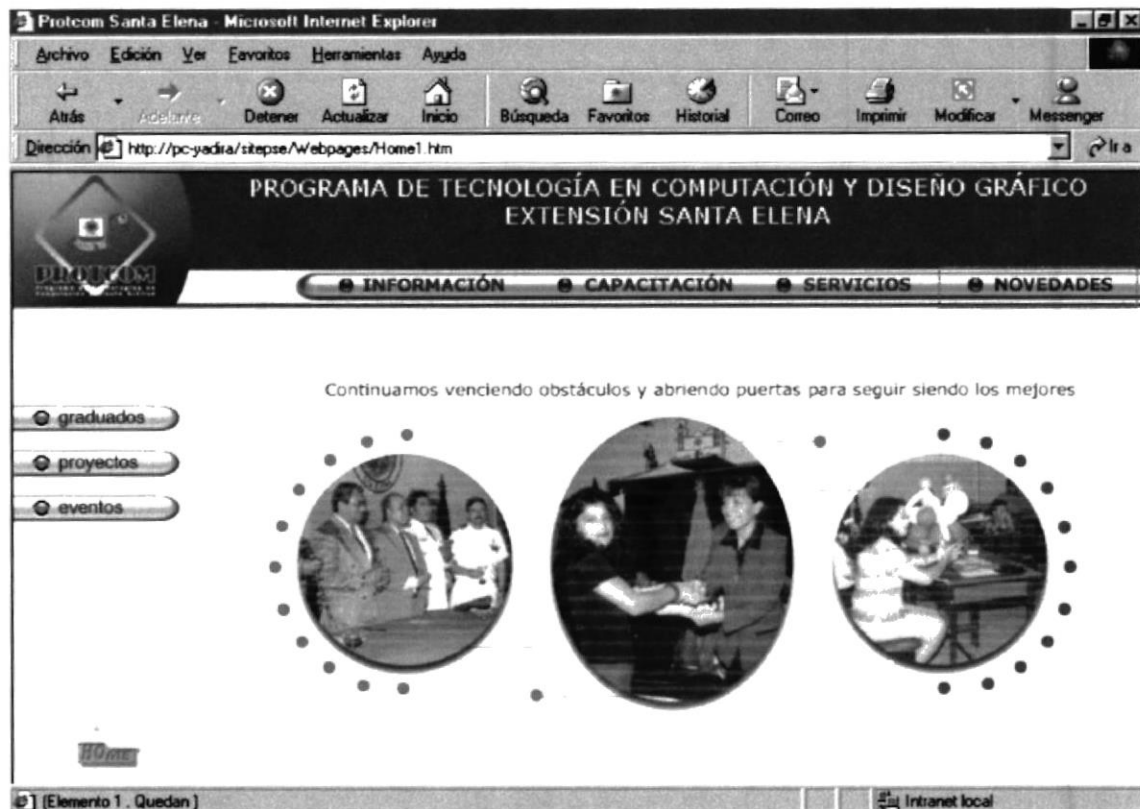 Protcom Santa Elena - Microsoft Internet Explorer
Archivo Edición Ver Favoritos Herramientas Ayuda
Atrás Adelante Detener Actualizar Inicio Búsqueda Favoritos Historial Correo Imprimir Modificar Messenger
Dirección http://pc-yadira/sitepse/Webpages/Home1.htm Ir a
PROGRAMA DE TECNOLOGÍA EN COMPUTACIÓN Y DISEÑO GRÁFICO
EXTENSIÓN SANTA ELENA
PROTCOM
INFORMACIÓN CAPACITACIÓN SERVICIOS NOVEDADES
Continuamos venciendo obstáculos y abriendo puertas para seguir siendo los mejores
graduados
proyectos
eventos
HOME
[Elemento 1 , Quedan ] Intranet local